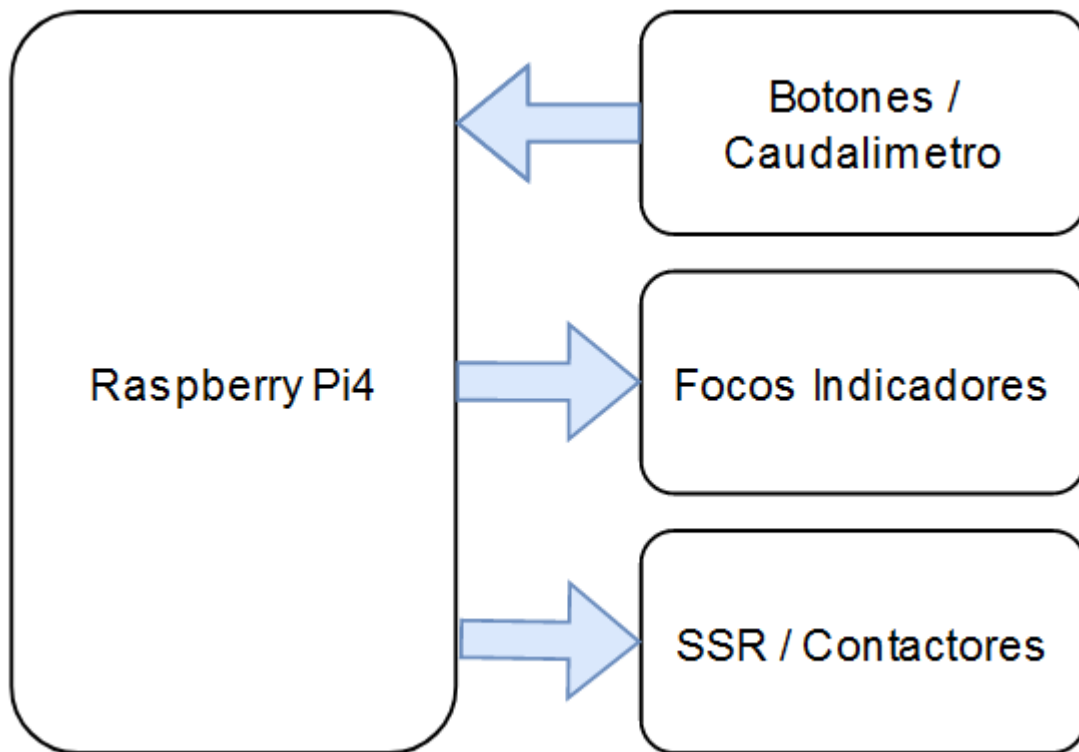 Raspberry Pi4
Botones /
Caudalimetro
Focos Indicadores
SSR / Contactores